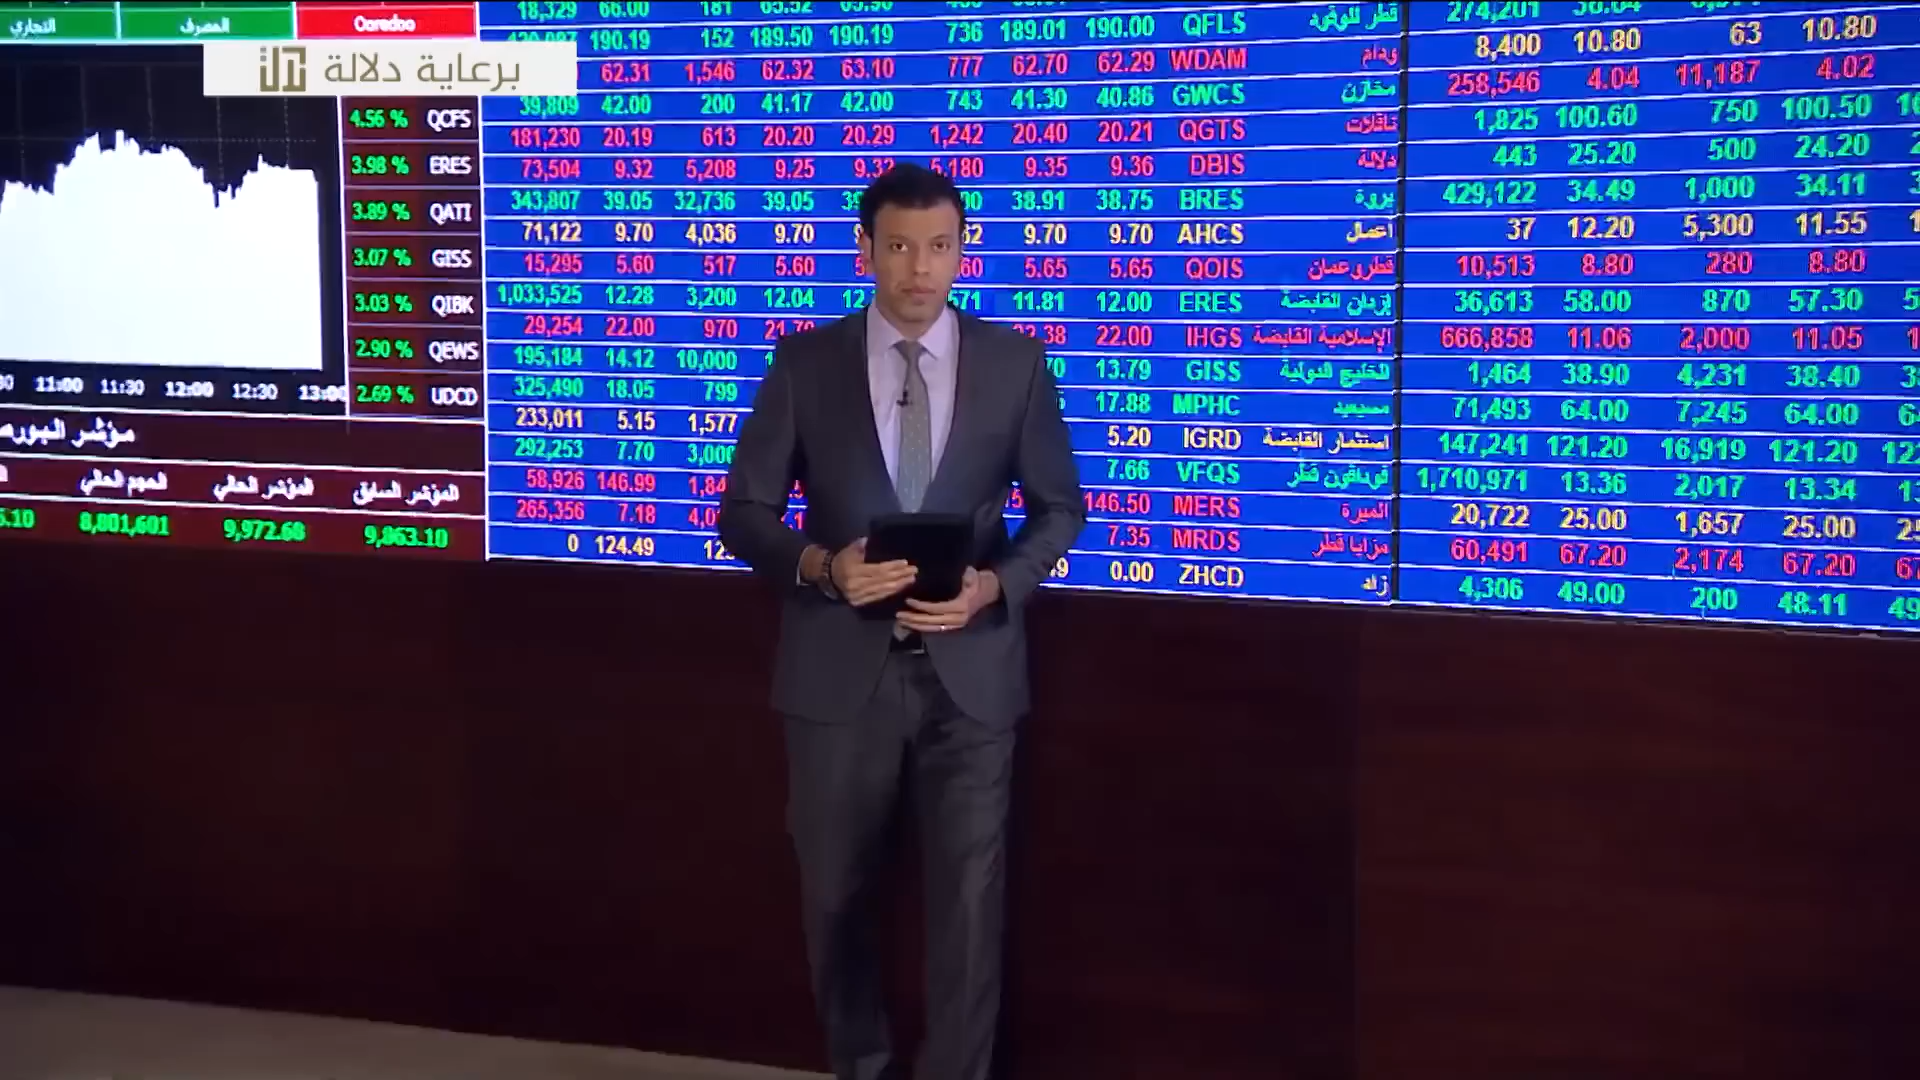 التجاري المصرف Ooredoo
برعاية دلالة
4.56 % QCFS
3.98 % ERES
3.89 % QATI
3.07 % GISS
3.03 % QIBK
2.90 % QEWS
2.69 % UDCD
11:00 11:30 12:00 12:30 13:00
المؤشر السابق المؤشر الحالي الحجم الحالي
8,801,601 9,972.68 9,863.10
18,329 66.00 181
190.19 152 189.50 190.19 736 189.01 190.00 QFLS قطر للوقود
62.31 1,546 62.32 63.10 777 62.70 62.29 WDAM ودام
39,809 42.00 200 41.17 42.00 743 41.30 40.86 GWCS مخازن
181,230 20.19 613 20.20 20.29 1,242 20.40 20.21 QGTS ناقلات
73,504 9.32 5,208 9.25 9.32 5,180 9.35 9.36 DBIS دلالة
343,807 39.05 32,736 39.05 38.91 38.75 BRES بروة
71,122 9.70 4,036 9.70 9.70 9.70 AHCS اعمال
15,295 5.60 517 5.60 5.65 5.65 QOIS قطر وعمان
1,033,525 12.28 3,200 12.04 11.81 12.00 ERES إزدان القابضة
29,254 22.00 970 22.00 IHGS الإسلامية القابضة
195,184 14.12 10,000 13.79 GISS الخليج الدولية
325,490 18.05 799 17.88 MPHC مسيعيد
233,011 5.15 1,577 5.20 IGRD استثمار القابضة
292,253 7.70 7.66 VFQS فودافون قطر
58,926 146.99 146.50 MERS الميرة
265,356 7.18 7.35 MRDS مزايا قطر
0 124.49 0.00 ZHCD زاد
274,201
8,400 10.80 63 10.80
258,546 4.04 11,187 4.02
1,825 100.60 750 100.50
443 25.20 500 24.20
429,122 34.49 1,000 34.11
37 12.20 5,300 11.55
10,513 8.80 280 8.80
36,613 58.00 870 57.30
666,858 11.06 2,000 11.05
1,464 38.90 4,231 38.40
71,493 64.00 7,245 64.00
147,241 121.20 16,919 121.20
1,710,971 13.36 2,017 13.34
20,722 25.00 1,657 25.00
60,491 67.20 2,174 67.20
4,306 49.00 200 48.11